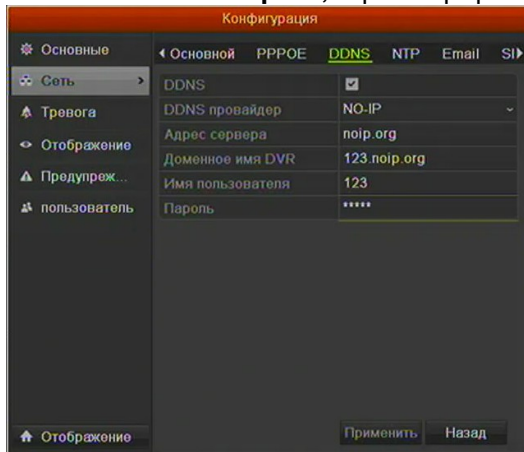 Конфигурация
Основные
Сеть
Тревога
Отображение
Предупреж...
пользователь
Отображение
Основной PPPOE DDNS NTP Email SI
DDNS
DDNS провайдер NO-IP
Адрес сервера noip.org
Доменное имя DVR 123.noip.org
Имя пользователя 123
Пароль *****
Применить Назад